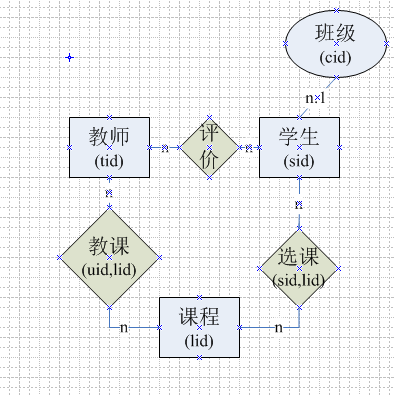 班级
(cid)
n:1
教师
(tid)
n
评
价
n
学生
(sid)
n
n
教课
(uid,lid)
选课
(sid,lid)
n
课程
(lid)
n